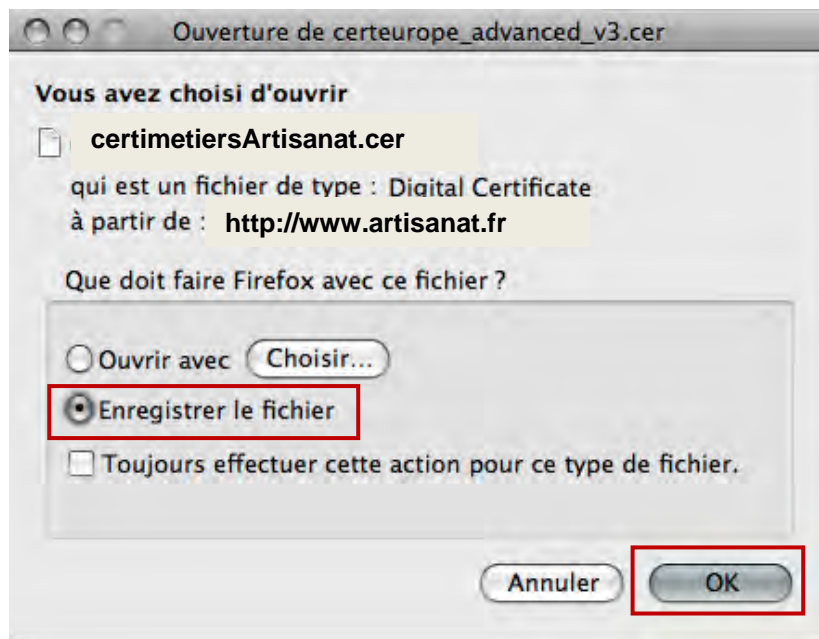 Ouverture de certeurope_advanced_v3.cer
Vous avez choisi d'ouvrir
certimetiersArtisanat.cer
qui est un fichier de type : Digital Certificate
à partir de : http://www.artisanat.fr
Que doit faire Firefox avec ce fichier ?
Ouvrir avec Choisir...
Enregistrer le fichier
Toujours effectuer cette action pour ce type de fichier.
Annuler OK